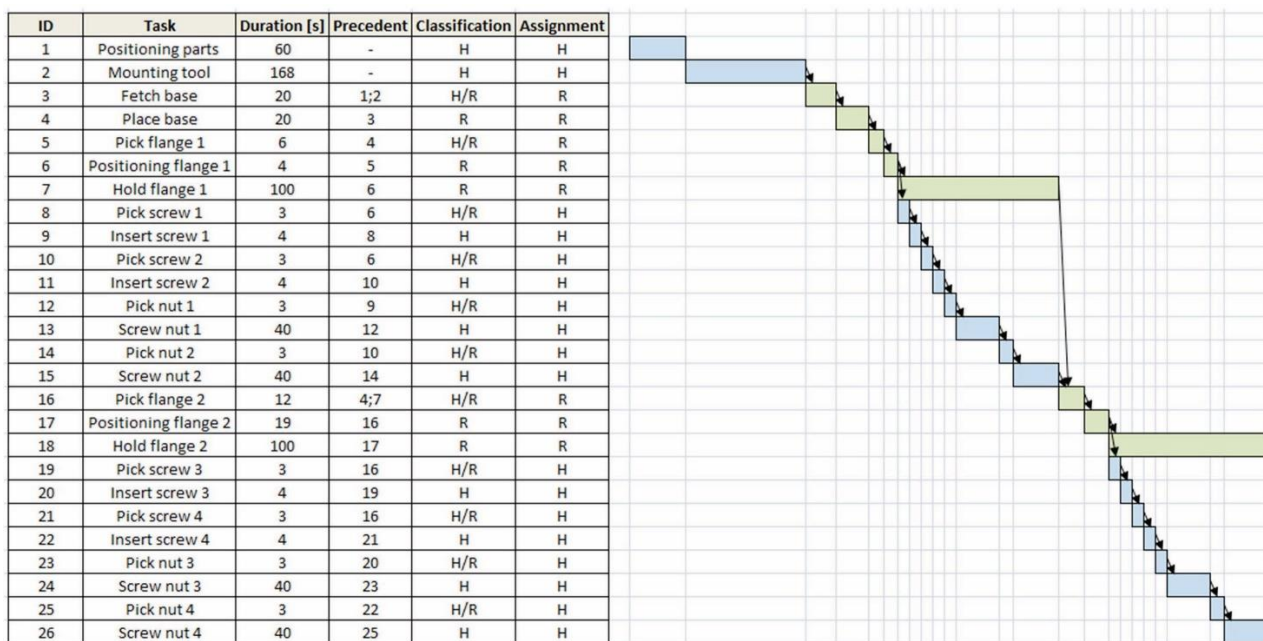 ID Task Duration [s] Precedent Classification Assignment
1 Positioning parts 60 - H H
2 Mounting tool 168 - H H
3 Fetch base 20 1;2 H/R R
4 Place base 20 3 R R
5 Pick flange 1 6 4 H/R R
6 Positioning flange 1 4 5 R R
7 Hold flange 1 100 6 R R
8 Pick screw 1 3 6 H/R H
9 Insert screw 1 4 8 H H
10 Pick screw 2 3 6 H/R H
11 Insert screw 2 4 10 H H
12 Pick nut 1 3 9 H/R H
13 Screw nut 1 40 12 H H
14 Pick nut 2 3 10 H/R H
15 Screw nut 2 40 14 H H
16 Pick flange 2 12 4;7 H/R R
17 Positioning flange 2 19 16 R R
18 Hold flange 2 100 17 R R
19 Pick screw 3 3 16 H/R H
20 Insert screw 3 4 19 H H
21 Pick screw 4 3 16 H/R H
22 Insert screw 4 4 21 H H
23 Pick nut 3 3 20 H/R H
24 Screw nut 3 40 23 H H
25 Pick nut 4 3 22 H/R H
26 Screw nut 4 40 25 H H